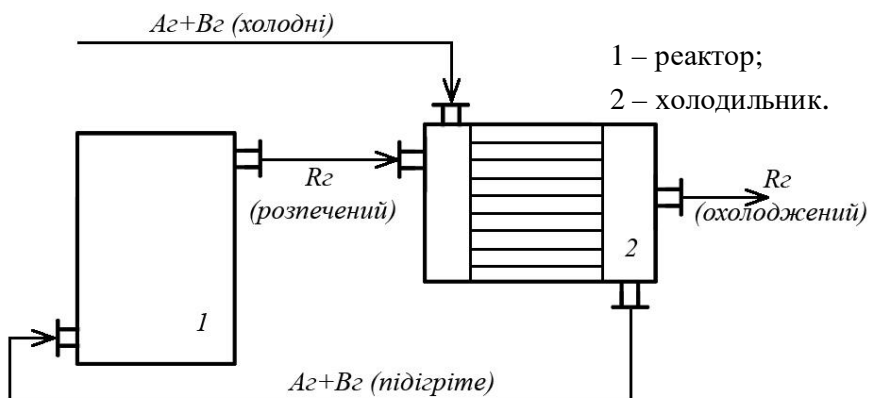 Аг+Вг (холодні)
1 – реактор;
2 – холодильник.
Rг
(розпечений)
Rг
(охолоджений)
2
1
Аг+Вг (підігріте)